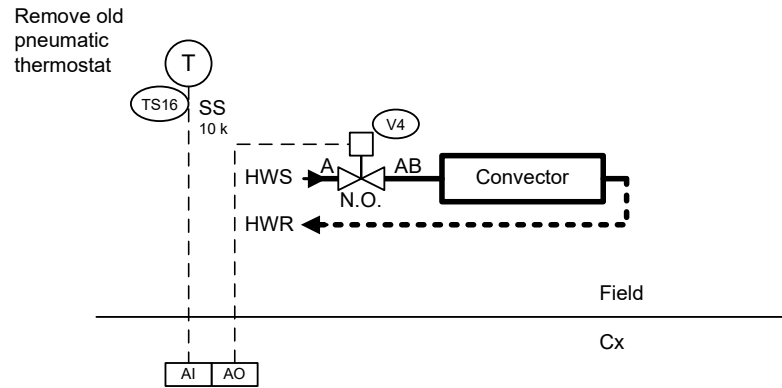 Remove old
pneumatic
thermostat
T
TS16
SS
10 k
V4
HWS
A
AB
Convector
N.O.
HWR
Field
Cx
AI
AO